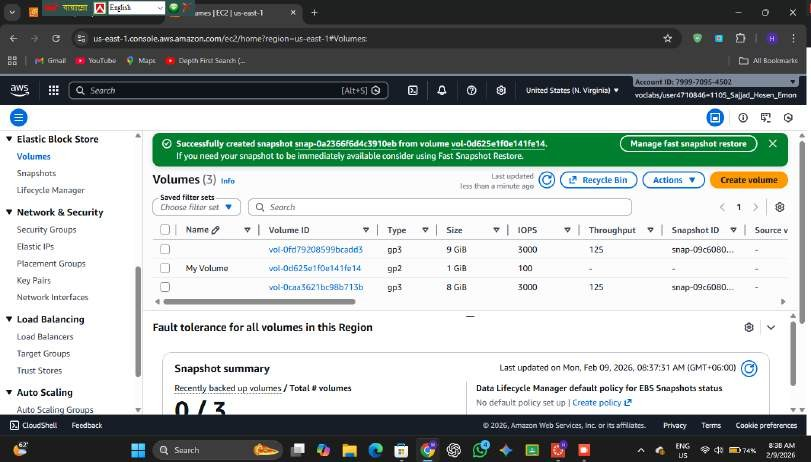 English
umes | EC2 | us-east-1
us-east-1.console.aws.amazon.com/ec2/home?region=us-east-1#Volumes:
Gmail
YouTube
Maps
Depth First Search (...
All Bookmarks
aws
Search
[Alt+S]
United States (N. Virginia)
Account ID: 7999-7095-4502
voclabs/user4710846=1105_Sajjad_Hosen_Emon
Elastic Block Store
Volumes
Snapshots
Lifecycle Manager
Network & Security
Security Groups
Elastic IPs
Placement Groups
Key Pairs
Network Interfaces
Load Balancing
Load Balancers
Target Groups
Trust Stores
Auto Scaling
Auto Scaling Groups
Successfully created snapshot snap-0a2366f6d4c3910eb from volume vol-0d625e1f0e141fe14.
If you need your snapshot to be immediately available consider using Fast Snapshot Restore.
Manage fast snapshot restore
Volumes (3) Info
Last updated
less than a minute ago
Recycle Bin
Actions
Create volume
Saved filter sets
Choose filter set
Search
1
Name Volume ID Type Size IOPS Throughput Snapshot ID Source v
vol-0fd79208599bcadd3 gp3 9 GiB 3000 125 snap-09c6080... -
My Volume vol-0d625e1f0e141fe14 gp2 1 GiB 100 - - -
vol-0caa3621bc98b713b gp3 8 GiB 3000 125 snap-09c6080... -
Fault tolerance for all volumes in this Region
Snapshot summary
Last updated on Mon, Feb 09, 2026, 08:37:31 AM (GMT+06:00)
Recently backed up volumes / Total # volumes
0 / 3
Data Lifecycle Manager default policy for EBS Snapshots status
No default policy set up | Create policy
CloudShell
Feedback
© 2026, Amazon Web Services, Inc. or its affiliates.
Privacy
Terms
Cookie preferences
62°
Search
ENG
US
74%
8:38 AM
2/9/2026